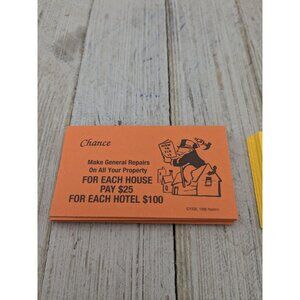 Chance
Make General Repairs
On All Your Property
FOR EACH HOUSE
PAY $25
FOR EACH HOTEL $100